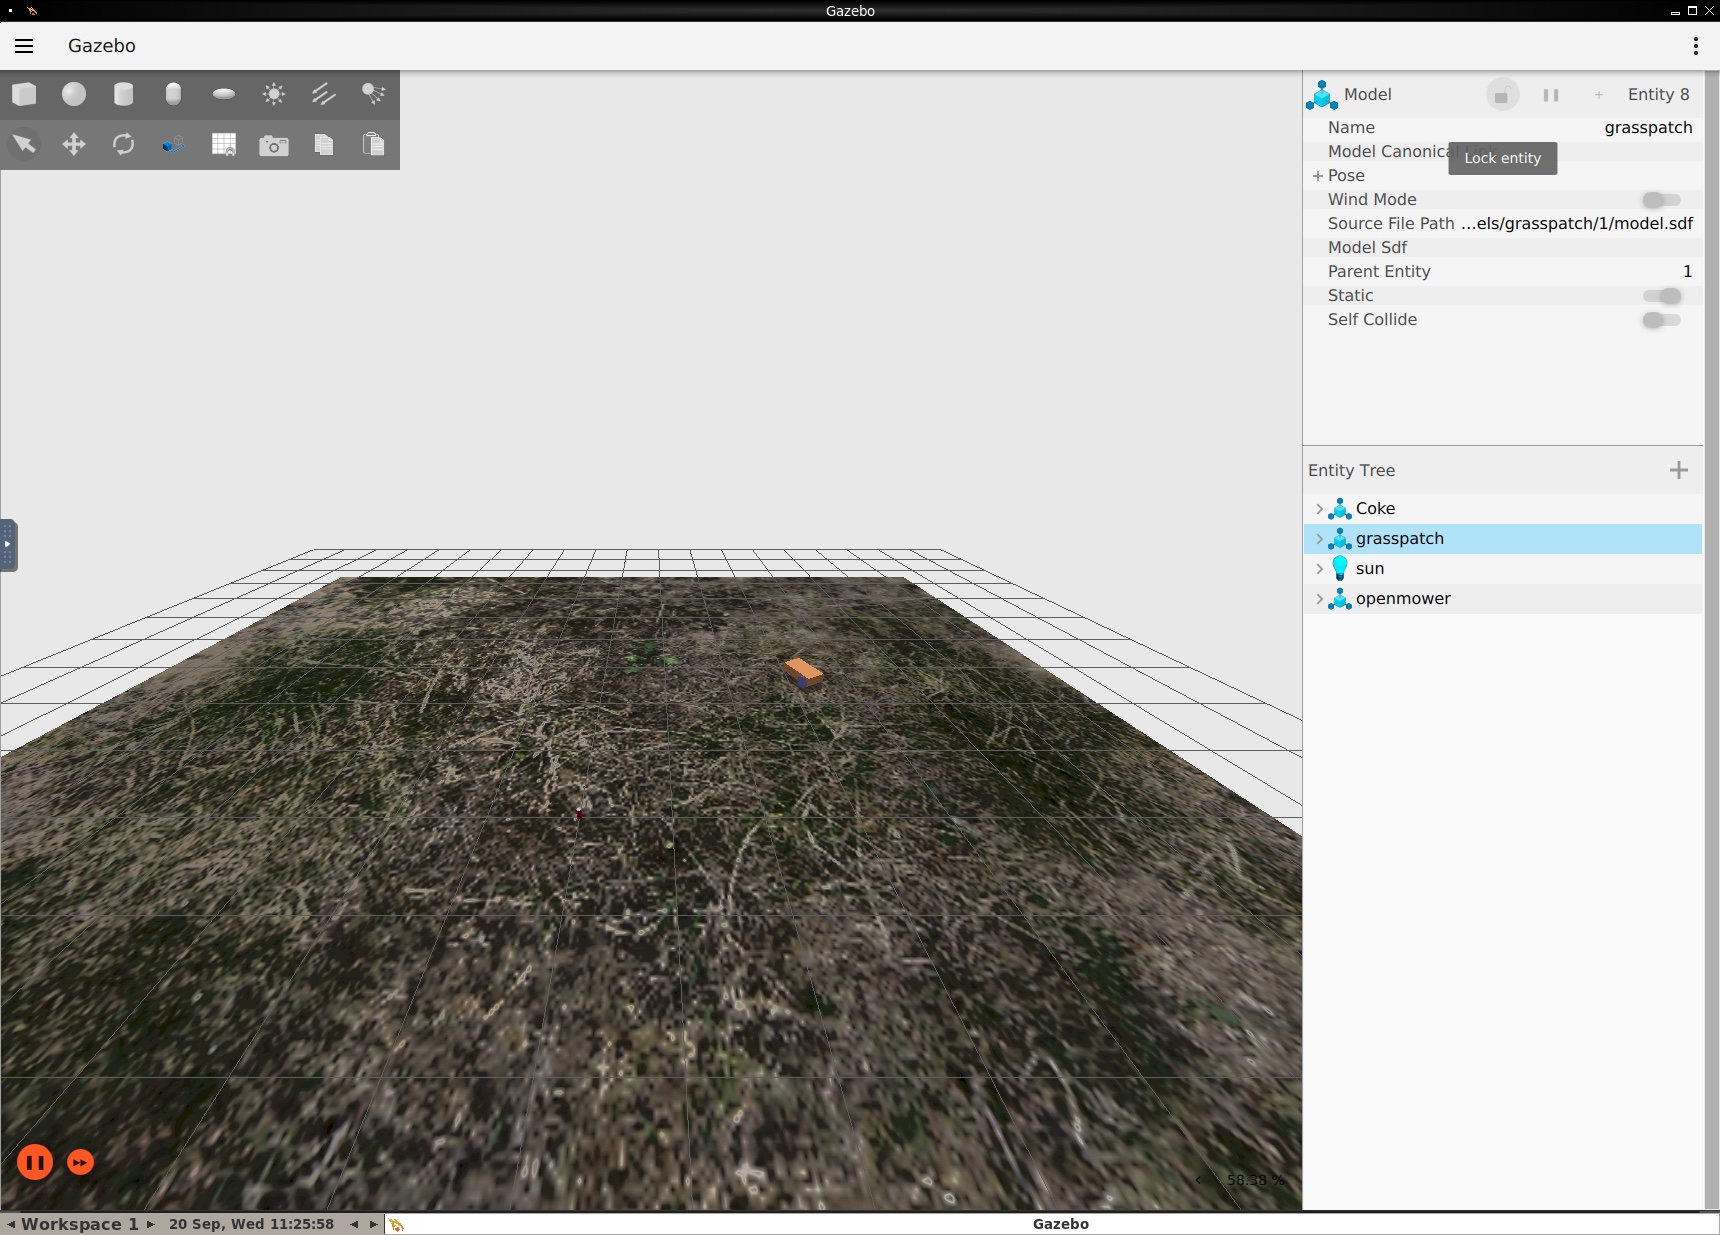 Gazebo
Gazebo
Model
Entity 8
Name
grasspatch
Model Canonical
Lock entity
Pose
Wind Mode
Source File Path
...els/grasspatch/1/model.sdf
Model Sdf
Parent Entity
1
Static
Self Collide
Entity Tree
Coke
grasspatch
sun
openmower
58.38 %
Workspace 1
20 Sep, Wed 11:25:58
Gazebo